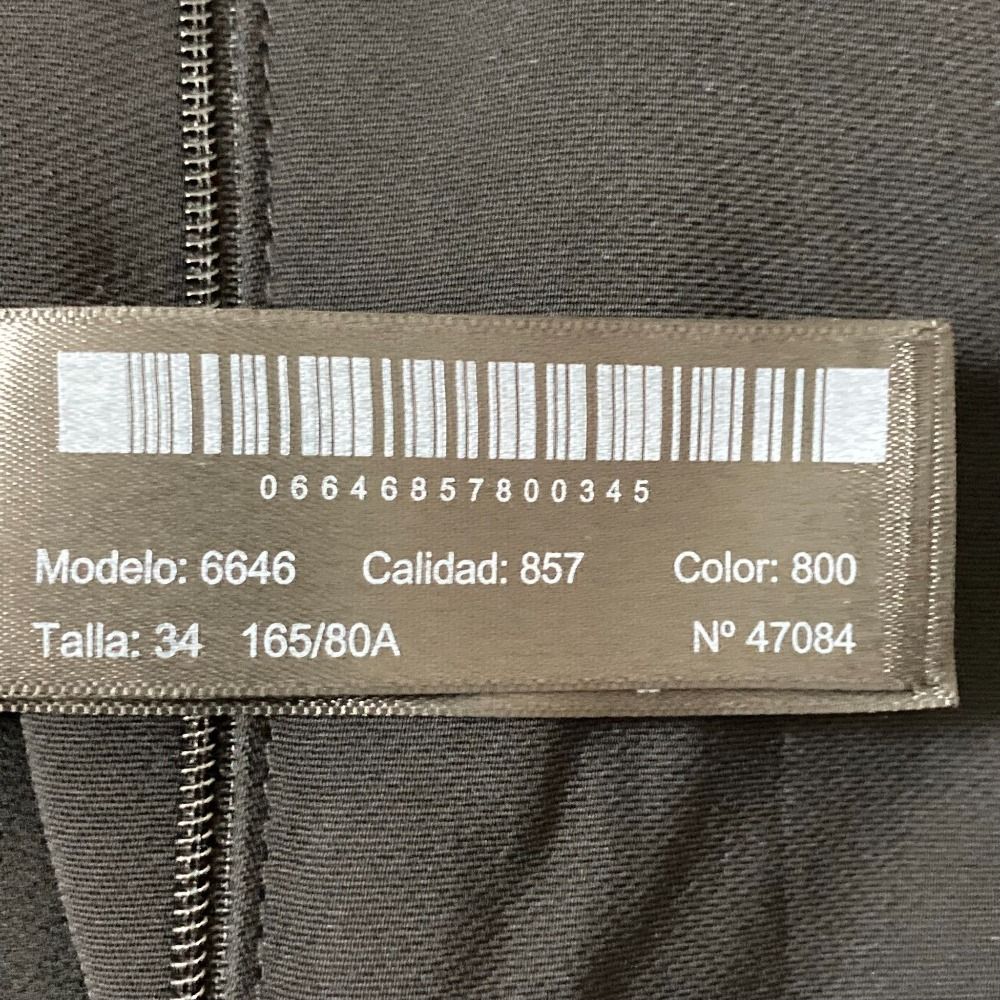 06646857800345
Modelo: 6646 Calidad: 857 Color: 800
Talla: 34 165/80A Nº 47084